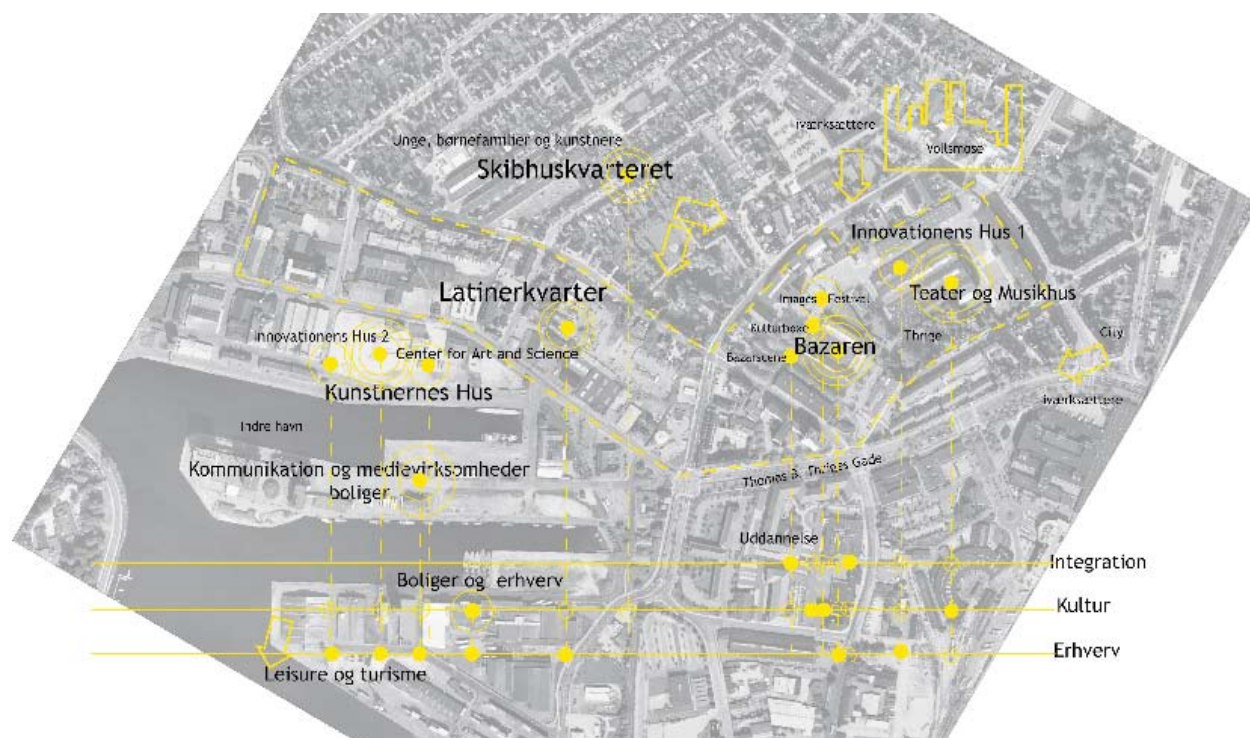 iværksættere
Vollsmose
Unge, børnefamilier og kunstnere
Skibhuskvarteret
Innovationens Hus 1
Teater og Musikhus
Latinerkvarter
Images Festival
Kulturboxe
Thrige
City
Innovationens Hus 2
Center for Art and Science
Bazaren
Bazarscene
Kunstnernes Hus
iværksættere
Indre havn
Kommunikation og mediavirksomheder
boliger
Thomas B. Thriges Gade
Uddannelse
Integration
Boliger og erhverv
Kultur
Erhverv
Leisure og turisme